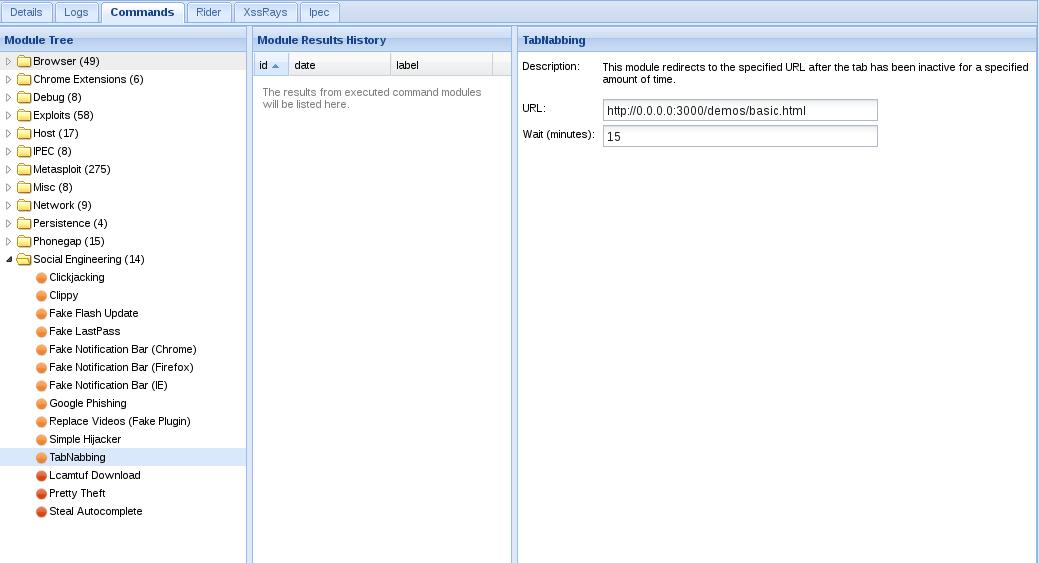 Details Logs Commands Rider XssRays Ipec
Module Tree
Browser (49)
Chrome Extensions (6)
Debug (8)
Exploits (58)
Host (17)
IPEC (8)
Metasploit (275)
Misc (8)
Network (9)
Persistence (4)
Phonegap (15)
Social Engineering (14)
Clickjacking
Clippy
Fake Flash Update
Fake LastPass
Fake Notification Bar (Chrome)
Fake Notification Bar (Firefox)
Fake Notification Bar (IE)
Google Phishing
Replace Videos (Fake Plugin)
Simple Hijacker
TabNabbing
Lcamtuf Download
Pretty Theft
Steal Autocomplete
Module Results History
id date label
The results from executed command modules
will be listed here.
TabNabbing
Description: This module redirects to the specified URL after the tab has been inactive for a specified
amount of time.
URL: http://0.0.0.0:3000/demos/basic.html
Wait (minutes): 15